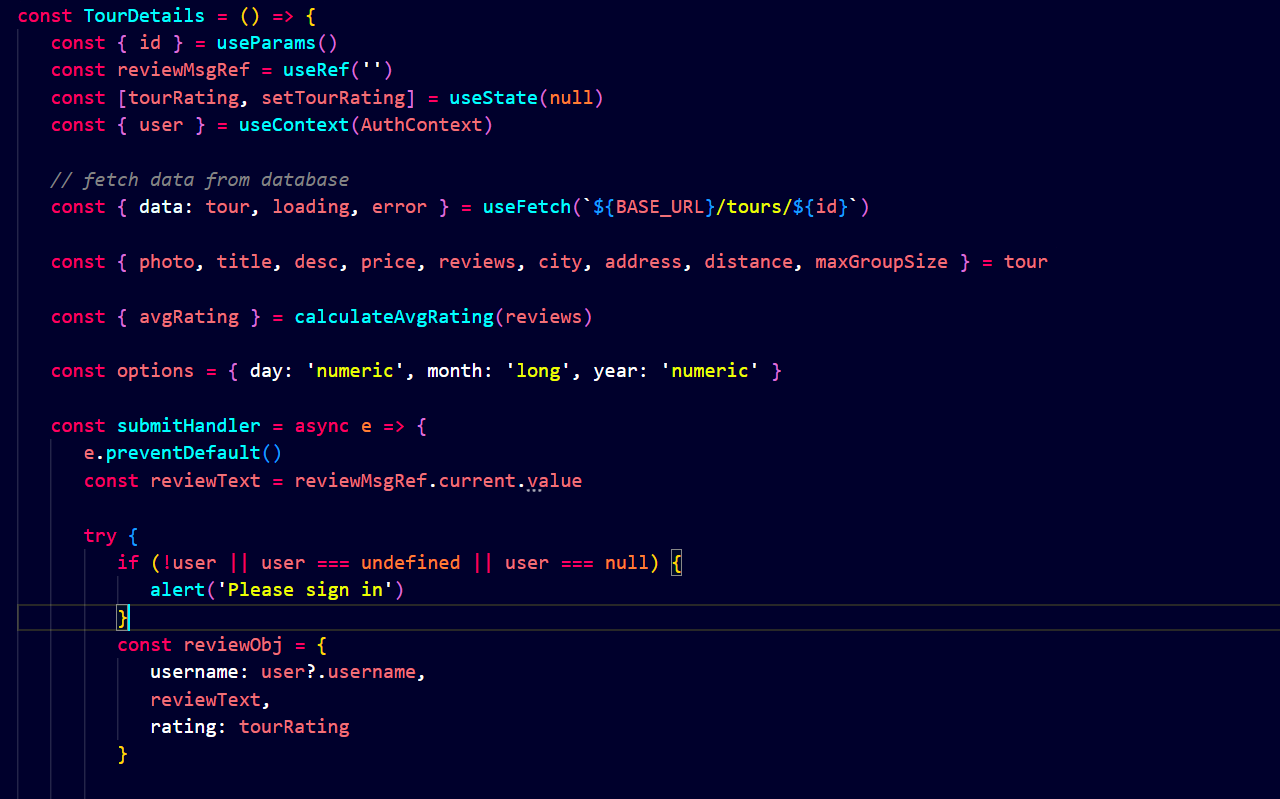 const TourDetails = () => {
const { id } = useParams()
const reviewMsgRef = useRef('')
const [tourRating, setTourRating] = useState(null)
const { user } = useContext(AuthContext)
// fetch data from database
const { data: tour, loading, error } = useFetch(`${BASE_URL}/tours/${id}`)
const { photo, title, desc, price, reviews, city, address, distance, maxGroupSize } = tour
const { avgRating } = calculateAvgRating(reviews)
const options = { day: 'numeric', month: 'long', year: 'numeric' }
const submitHandler = async e => {
e.preventDefault()
const reviewText = reviewMsgRef.current.value
try {
if (!user || user === undefined || user === null) {
alert('Please sign in')
}
const reviewObj = {
username: user?.username,
reviewText,
rating: tourRating
}